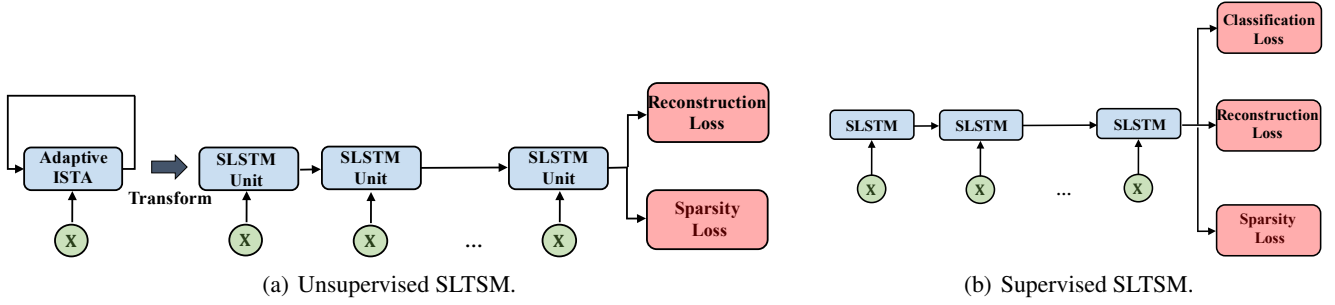 Adaptive
ISTA
X
Transform
SLSTM
Unit
X
SLSTM
Unit
X
...
SLSTM
Unit
X
Reconstruction
Loss
Sparsity
Loss
(a) Unsupervised SLTSM.
SLSTM
X
SLSTM
X
...
SLSTM
X
Classification
Loss
Reconstruction
Loss
Sparsity
Loss
(b) Supervised SLTSM.